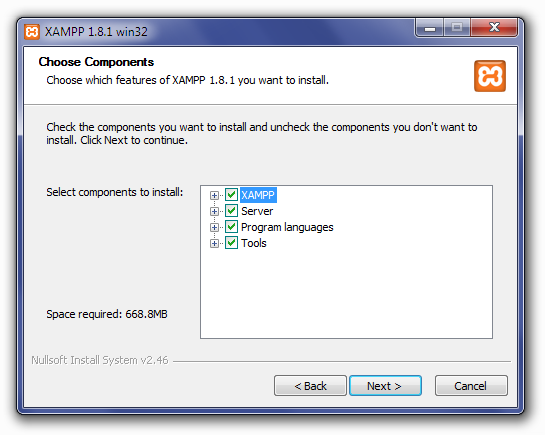 XAMPP 1.8.1 win32
Choose Components
Choose which features of XAMPP 1.8.1 you want to install.
Check the components you want to install and uncheck the components you don't want to
install. Click Next to continue.
Select components to install:
XAMPP
Server
Program languages
Tools
Space required: 668.8MB
Nullsoft Install System v2.46
< Back
Next >
Cancel